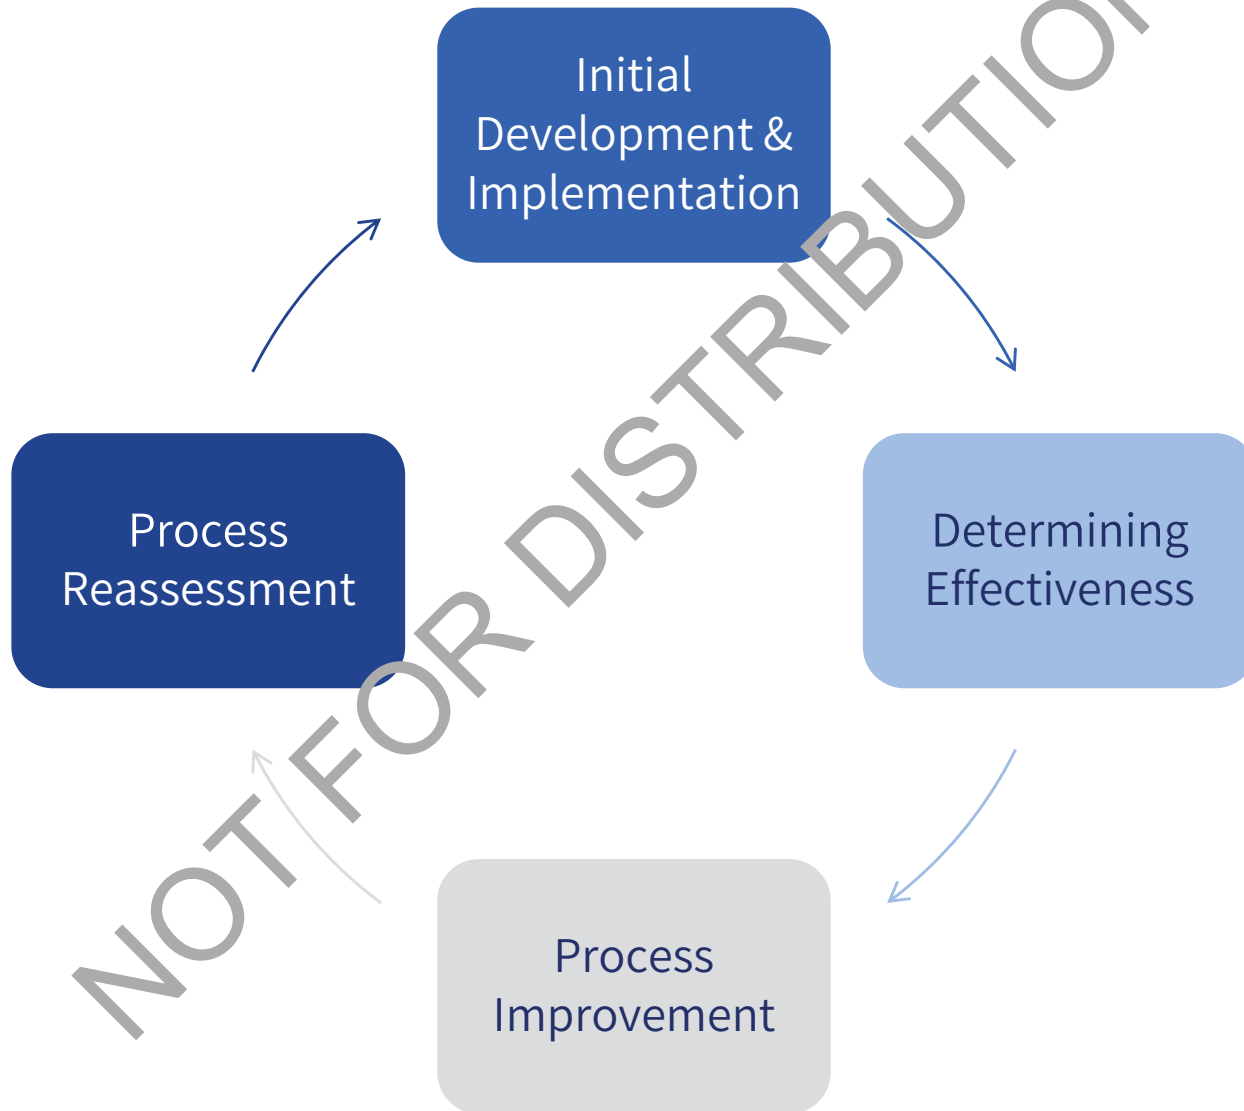 Initial
Development &
Implementation
Determining
Effectiveness
Process
Improvement
Process
Reassessment
NOT FOR DISTRIBUTION